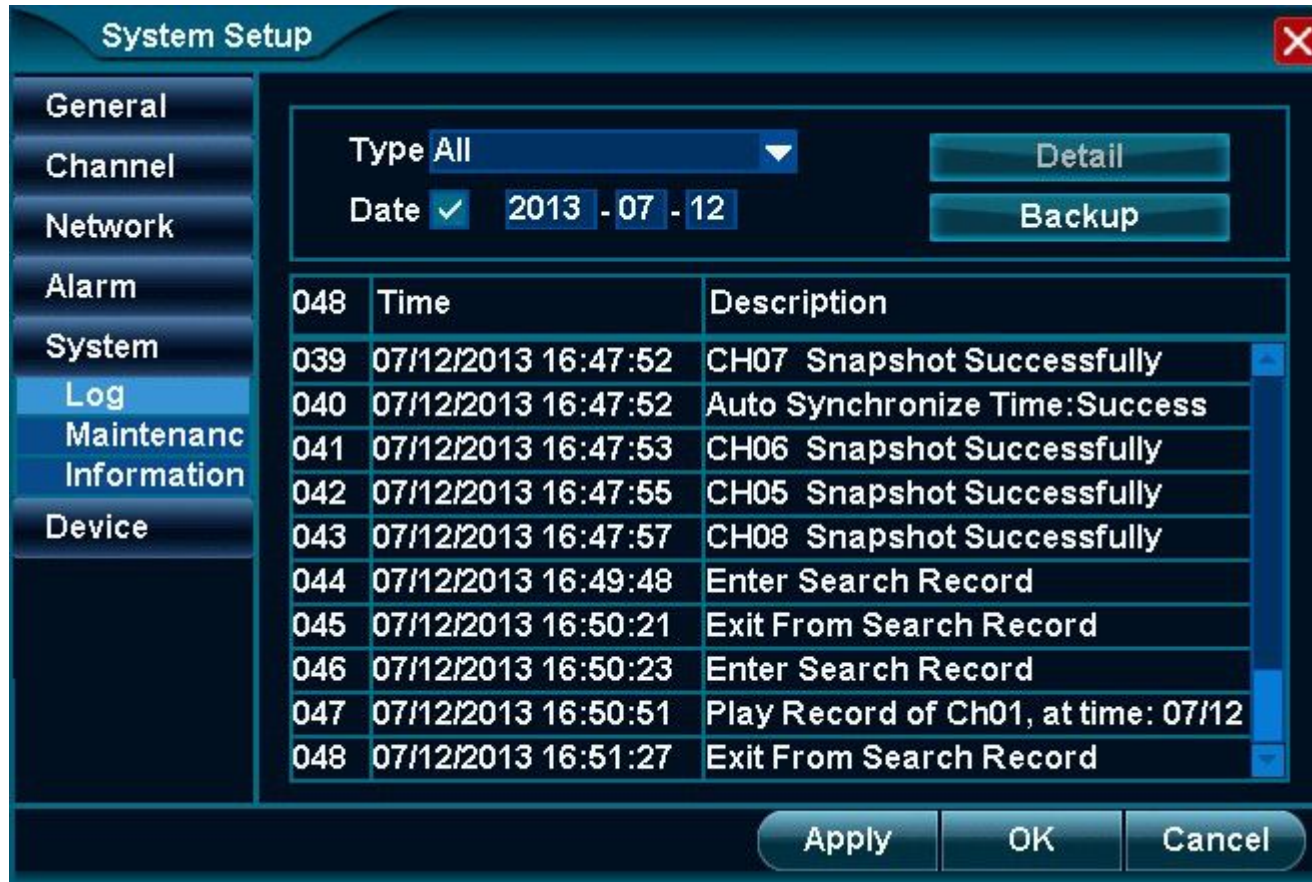 System Setup
General
Channel
Network
Alarm
System
Log
Maintenanc
Information
Device
Type All
Date 2013 - 07 - 12
Detail
Backup
048 Time Description
039 07/12/2013 16:47:52 CH07 Snapshot Successfully
040 07/12/2013 16:47:52 Auto Synchronize Time:Success
041 07/12/2013 16:47:53 CH06 Snapshot Successfully
042 07/12/2013 16:47:55 CH05 Snapshot Successfully
043 07/12/2013 16:47:57 CH08 Snapshot Successfully
044 07/12/2013 16:49:48 Enter Search Record
045 07/12/2013 16:50:21 Exit From Search Record
046 07/12/2013 16:50:23 Enter Search Record
047 07/12/2013 16:50:51 Play Record of Ch01, at time: 07/12
048 07/12/2013 16:51:27 Exit From Search Record
Apply OK Cancel